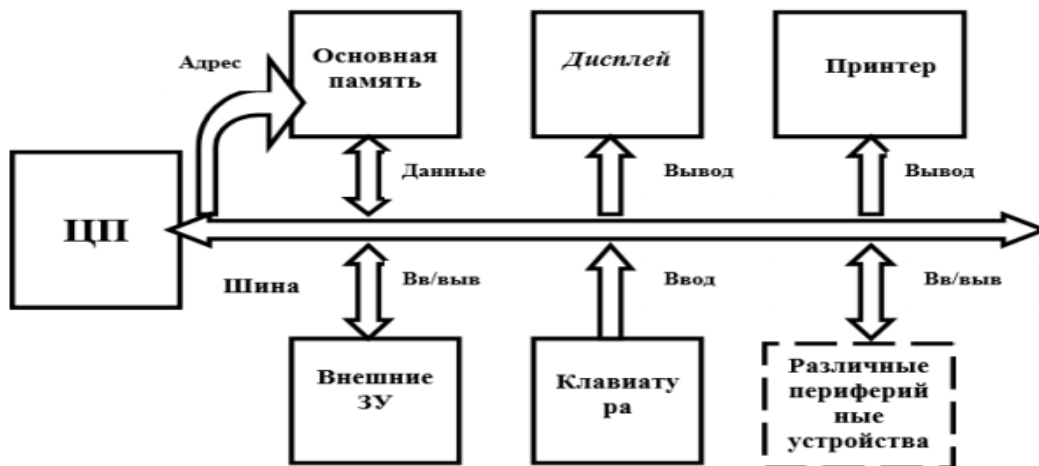 Адрес
Основная
память
Дисплей
Принтер
Данные
Вывод
Вывод
ЦП
Шина
Вв/выв
Ввод
Вв/выв
Внешние
ЗУ
Клавиату
ра
Различные
периферий
ные
устройства